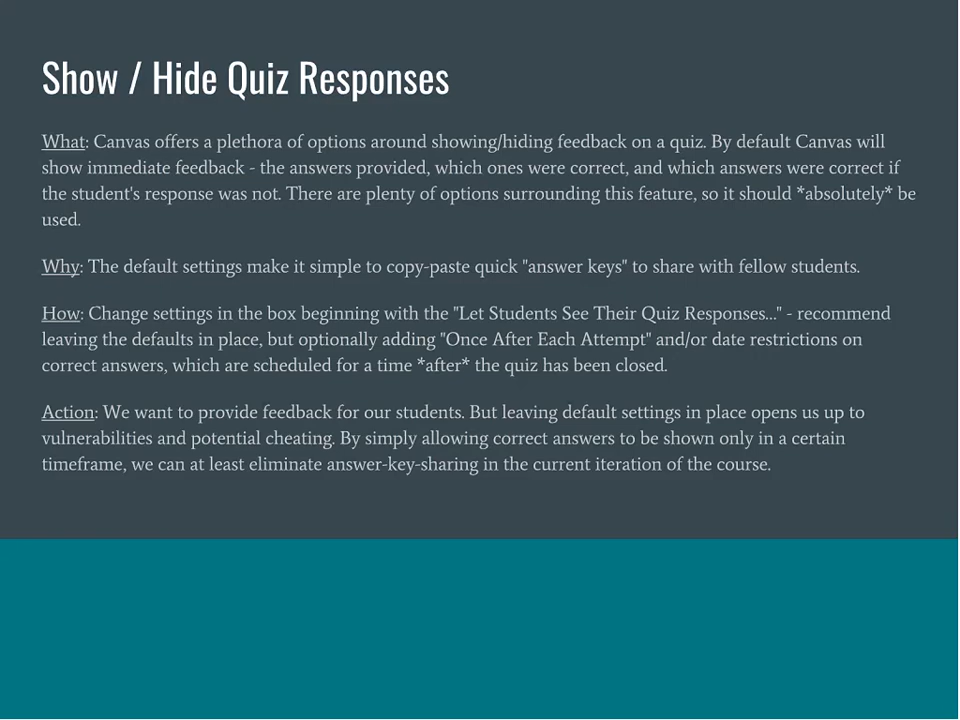 Show / Hide Quiz Responses
What: Canvas offers a plethora of options around showing/hiding feedback on a quiz. By default Canvas will
show immediate feedback - the answers provided, which ones were correct, and which answers were correct if
the student's response was not. There are plenty of options surrounding this feature, so it should *absolutely* be
used.
Why: The default settings make it simple to copy-paste quick "answer keys" to share with fellow students.
How: Change settings in the box beginning with the "Let Students See Their Quiz Responses..." - recommend
leaving the defaults in place, but optionally adding "Once After Each Attempt" and/or date restrictions on
correct answers, which are scheduled for a time *after* the quiz has been closed.
Action: We want to provide feedback for our students. But leaving default settings in place opens us up to
vulnerabilities and potential cheating. By simply allowing correct answers to be shown only in a certain
timeframe, we can at least eliminate answer-key-sharing in the current iteration of the course.